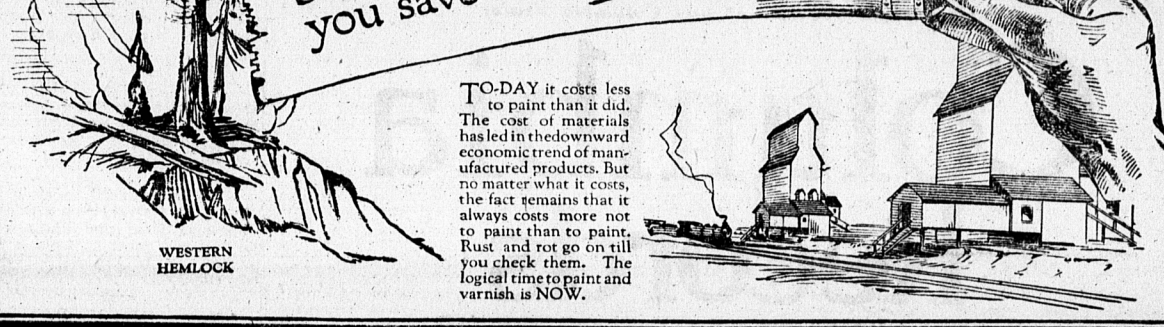 you save
TO-DAY it costs less
to paint than it did.
The cost of materials
has led in the downward
economic trend of man-
ufactured products. But
no matter what it costs,
the fact remains that it
always costs more not
to paint than to paint.
Rust and rot go on till
you check them. The
logical time to paint and
varnish is NOW.
WESTERN
HEMLOCK